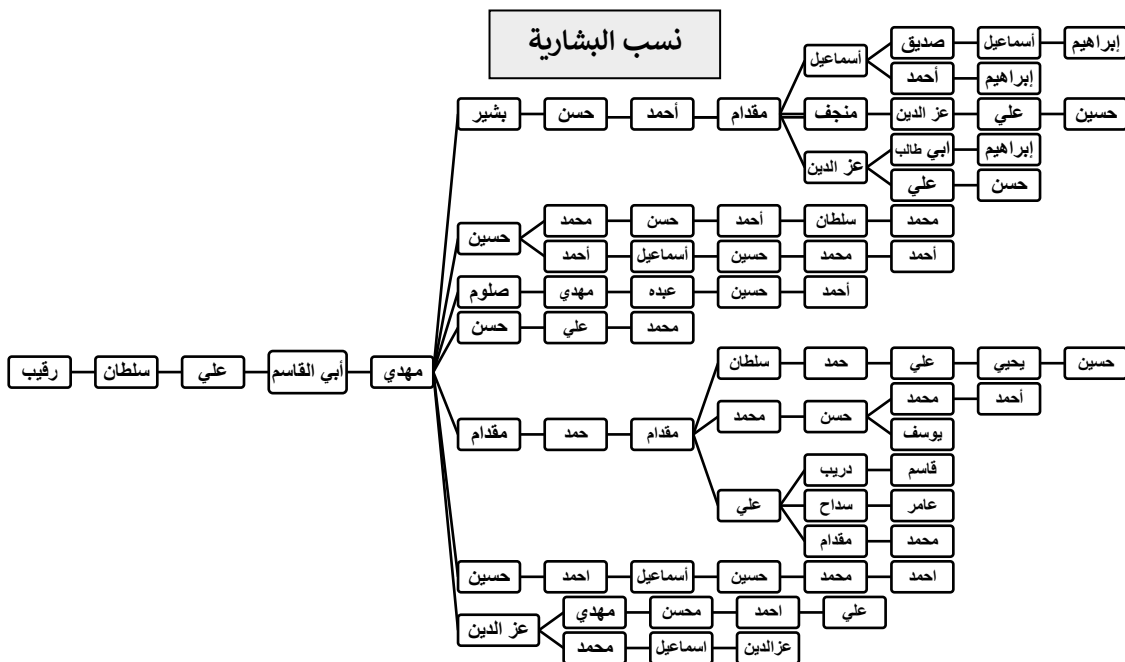 نسب البشارية
إبراهيم
أسماعيل
صديق
أسماعيل
إبراهيم
أحمد
حسين
علي
عز الدين
منجف
مقدام
أحمد
حسن
بشير
إبراهيم
ابي طالب
عز الدين
حسن
علي
محمد
سلطان
أحمد
حسن
محمد
حسين
أحمد
محمد
حسين
أسماعيل
أحمد
أحمد
حسين
عبده
مهدي
صلوم
محمد
علي
حسن
حسين
يحيي
علي
حمد
سلطان
مهدي
أبي القاسم
علي
سلطان
رقيب
أحمد
محمد
حسن
محمد
يوسف
مقدام
حمد
مقدام
قاسم
دريب
عامر
سداح
علي
محمد
مقدام
احمد
محمد
حسين
أسماعيل
احمد
حسين
علي
احمد
محسن
مهدي
عز الدين
عزالدين
اسماعيل
محمد